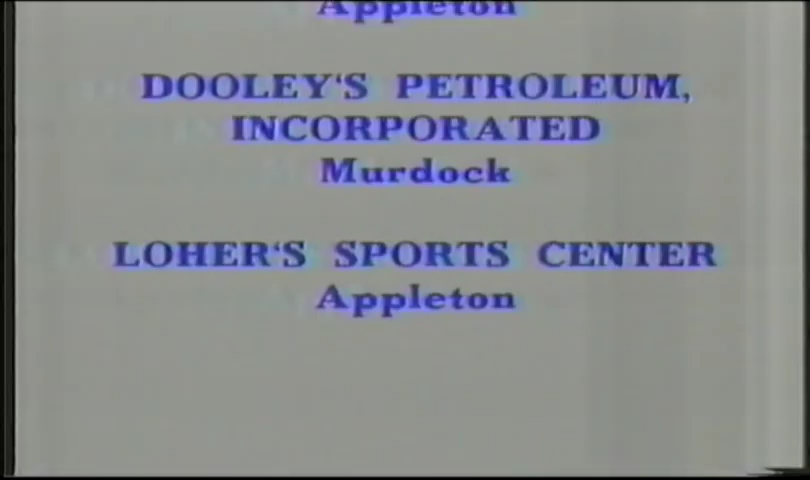 Appleton
DOOLEY'S PETROLEUM,
INCORPORATED
Murdock
LOHER'S SPORTS CENTER
Appleton